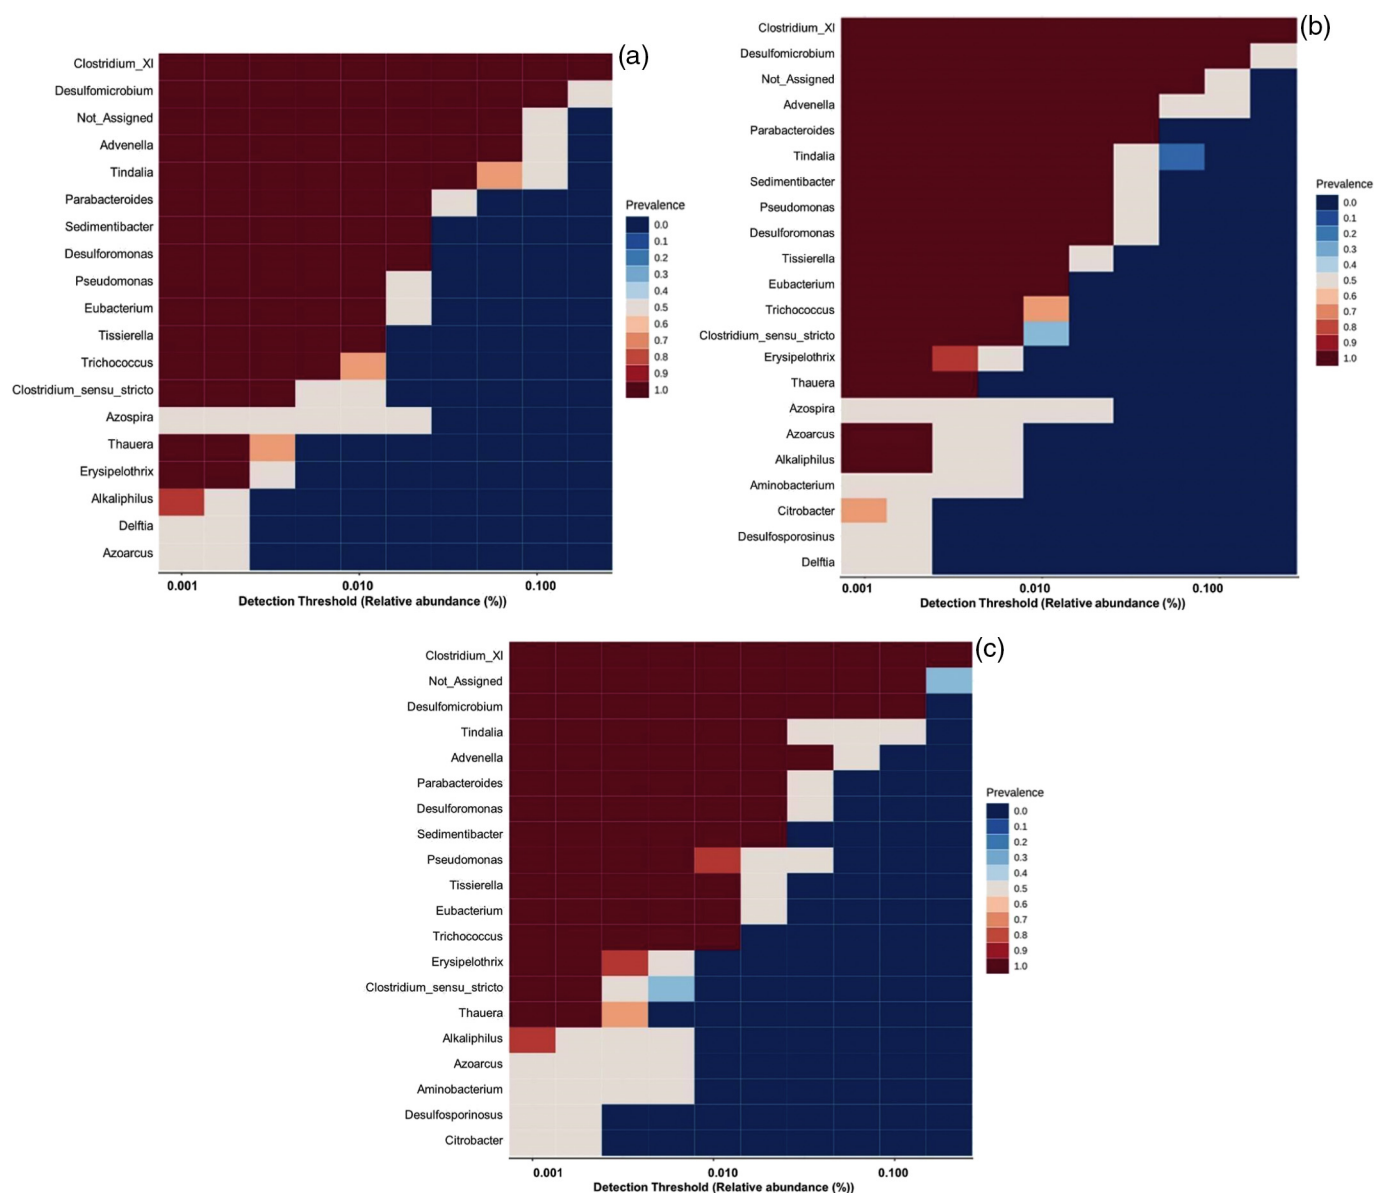 (a)
Clostridium_XI
Desulfomicrobium
Not_Assigned
Advenella
Tindalia
Parabacteroides
Sedimentibacter
Desulforomonas
Pseudomonas
Eubacterium
Tissierella
Trichococcus
Clostridium_sensu_stricto
Azospira
Thauera
Erysipelothrix
Alkaliphilus
Delftia
Azoarcus
0.001 0.010 0.100
Detection Threshold (Relative abundance (%))
Prevalence
0.0
0.1
0.2
0.3
0.4
0.5
0.6
0.7
0.8
0.9
1.0
(b)
Clostridium_XI
Desulfomicrobium
Not_Assigned
Advenella
Parabacteroides
Tindalia
Sedimentibacter
Pseudomonas
Desulforomonas
Tissierella
Eubacterium
Trichococcus
Clostridium_sensu_stricto
Erysipelothrix
Thauera
Azospira
Azoarcus
Alkaliphilus
Aminobacterium
Citrobacter
Desulfosporosinus
Delftia
0.001 0.010 0.100
Detection Threshold (Relative abundance (%))
Prevalence
0.0
0.1
0.2
0.3
0.4
0.5
0.6
0.7
0.8
0.9
1.0
(c)
Clostridium_XI
Not_Assigned
Desulfomicrobium
Tindalia
Advenella
Parabacteroides
Desulforomonas
Sedimentibacter
Pseudomonas
Tissierella
Eubacterium
Trichococcus
Erysipelothrix
Clostridium_sensu_stricto
Thauera
Alkaliphilus
Azoarcus
Aminobacterium
Desulfosporinosus
Citrobacter
0.001 0.010 0.100
Detection Threshold (Relative abundance (%))
Prevalence
0.0
0.1
0.2
0.3
0.4
0.5
0.6
0.7
0.8
0.9
1.0